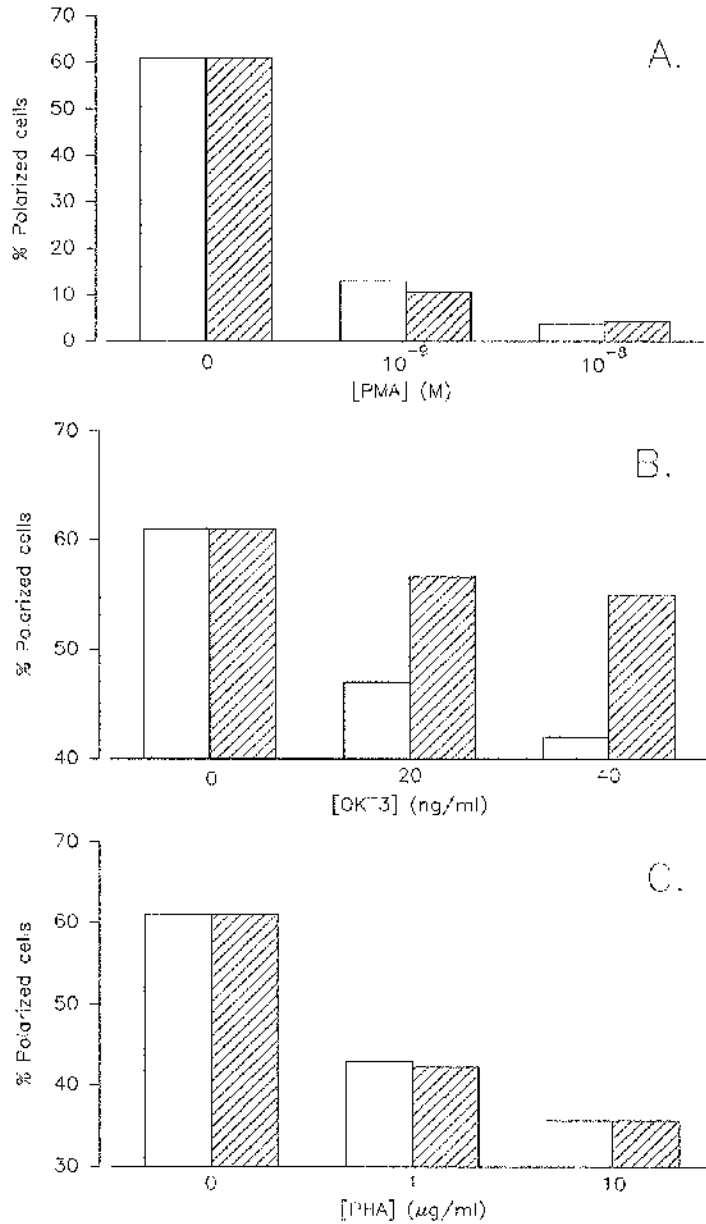 A.
70
60
50
40
30
20
10
0
% Polarized cells
0 10⁻⁹ 10⁻⁸
[PMA] (M)
B.
70
60
50
40
% Polarized cells
0 20 40
[OKT3] (ng/ml)
C.
70
60
50
40
30
% Polarized cells
0 1 10
[PHA] (µg/ml)